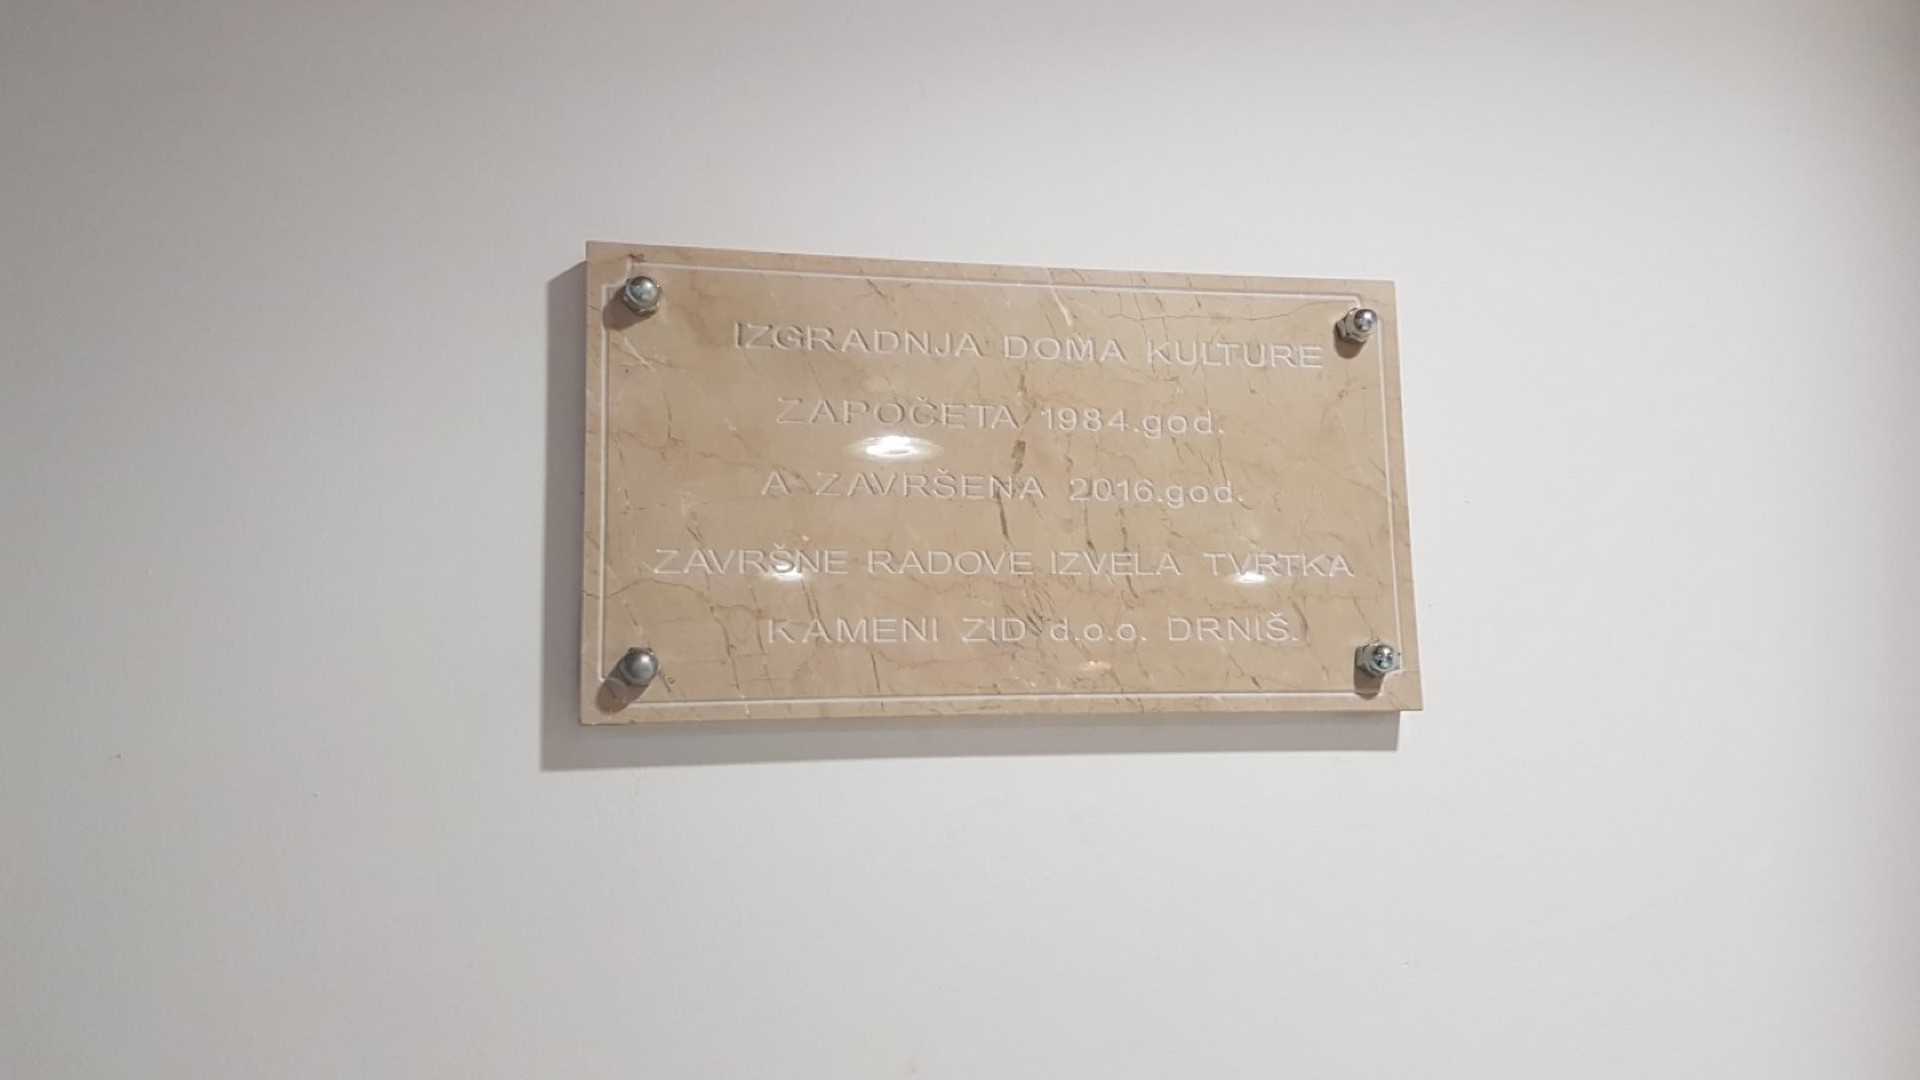 IZGRADNJA DOMA KULTURE
ZAPOČETA 1984.god.
A ZAVRŠENA 2016.god.
ZAVRŠNE RADOVE IZVELA TVRTKA
KAMENI ZID d.o.o. DRNIŠ.